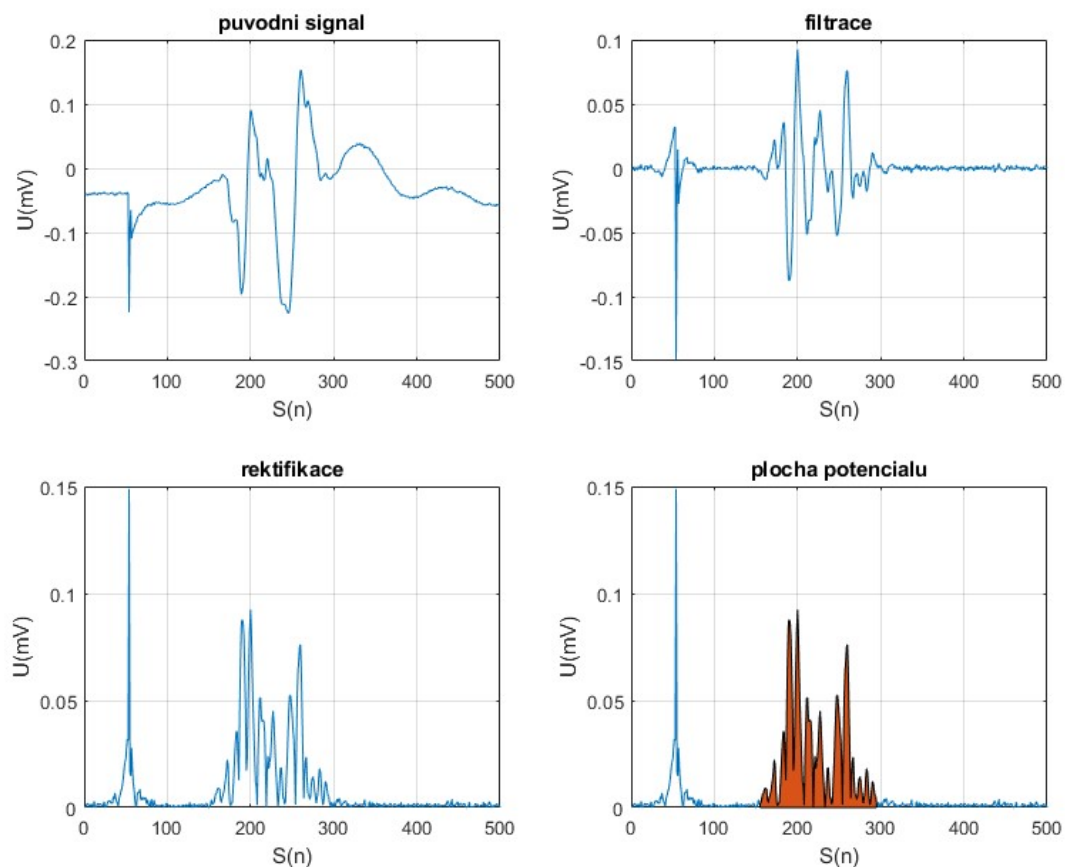 puvodni signal
0.2
0.1
0
-0.1
-0.2
-0.3
U(mV)
0 100 200 300 400 500
S(n)
filtrace
0.1
0.05
0
-0.05
-0.1
-0.15
U(mV)
0 100 200 300 400 500
S(n)
rektifikace
0.15
0.1
0.05
0
U(mV)
0 100 200 300 400 500
S(n)
plocha potencialu
0.15
0.1
0.05
0
U(mV)
0 100 200 300 400 500
S(n)